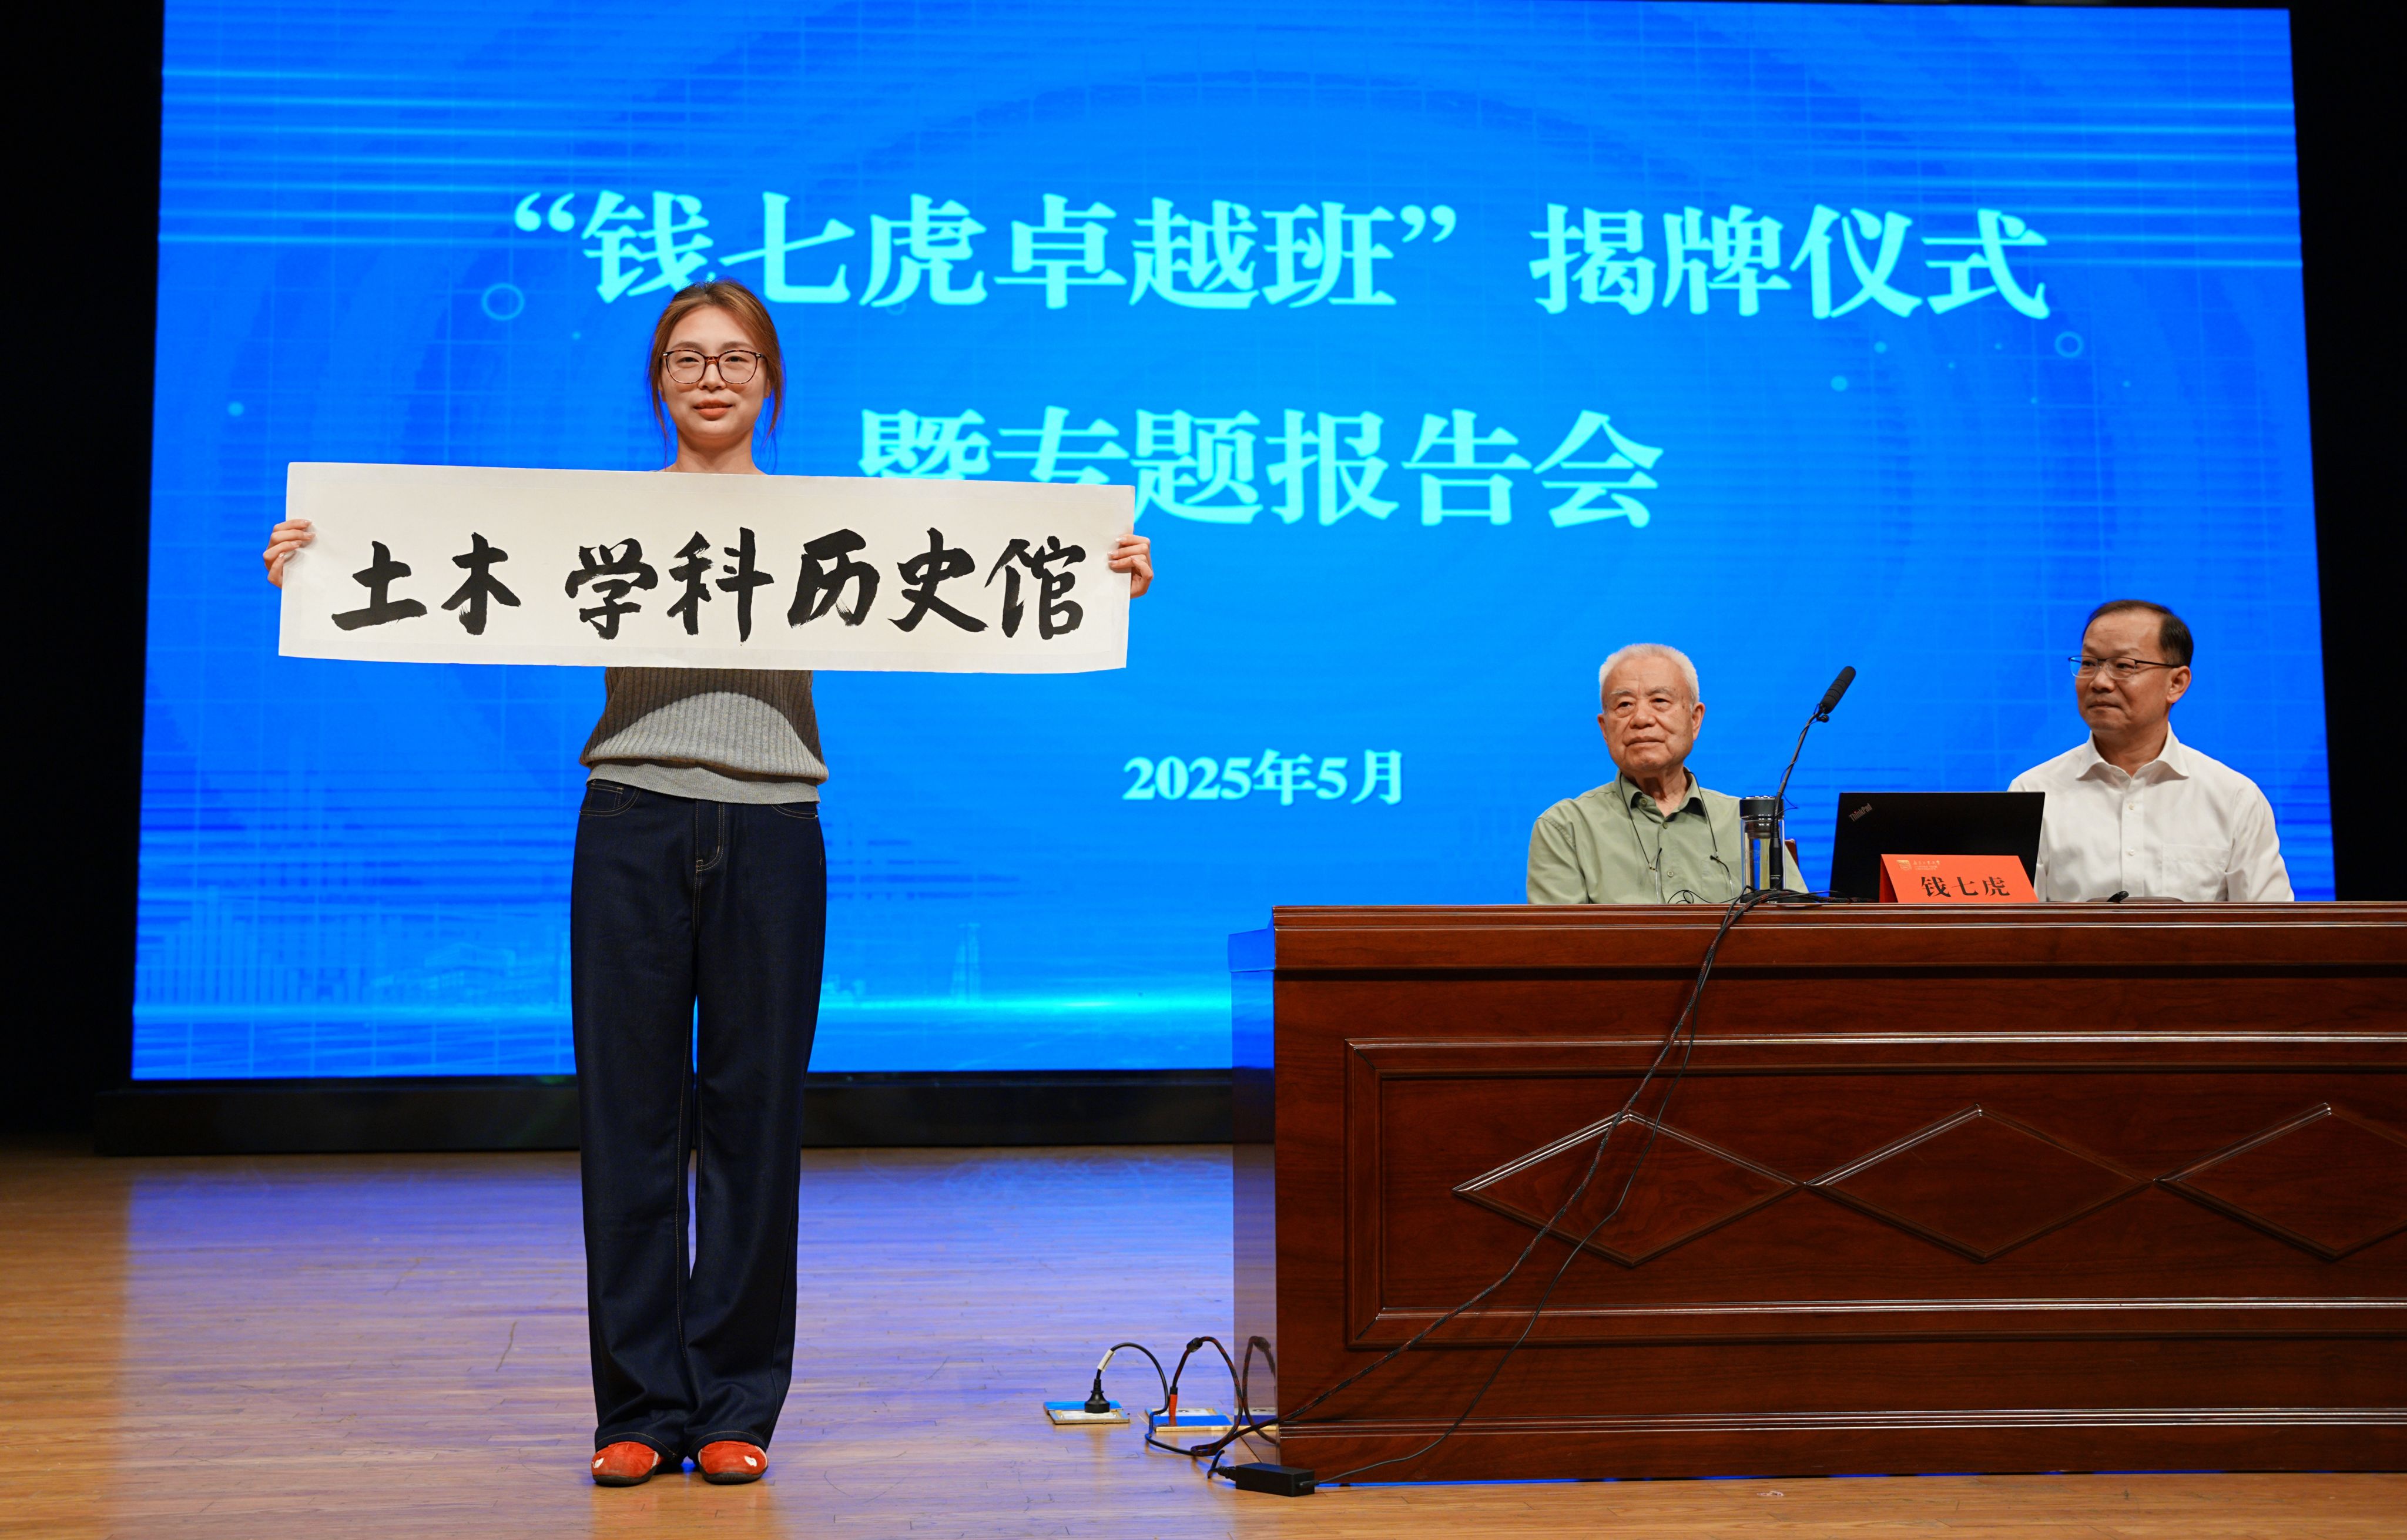 “钱七虎卓越班”揭牌仪式
暨专题报告会
土木 学科历史馆
2025年5月
ThinkPad
钱七虎